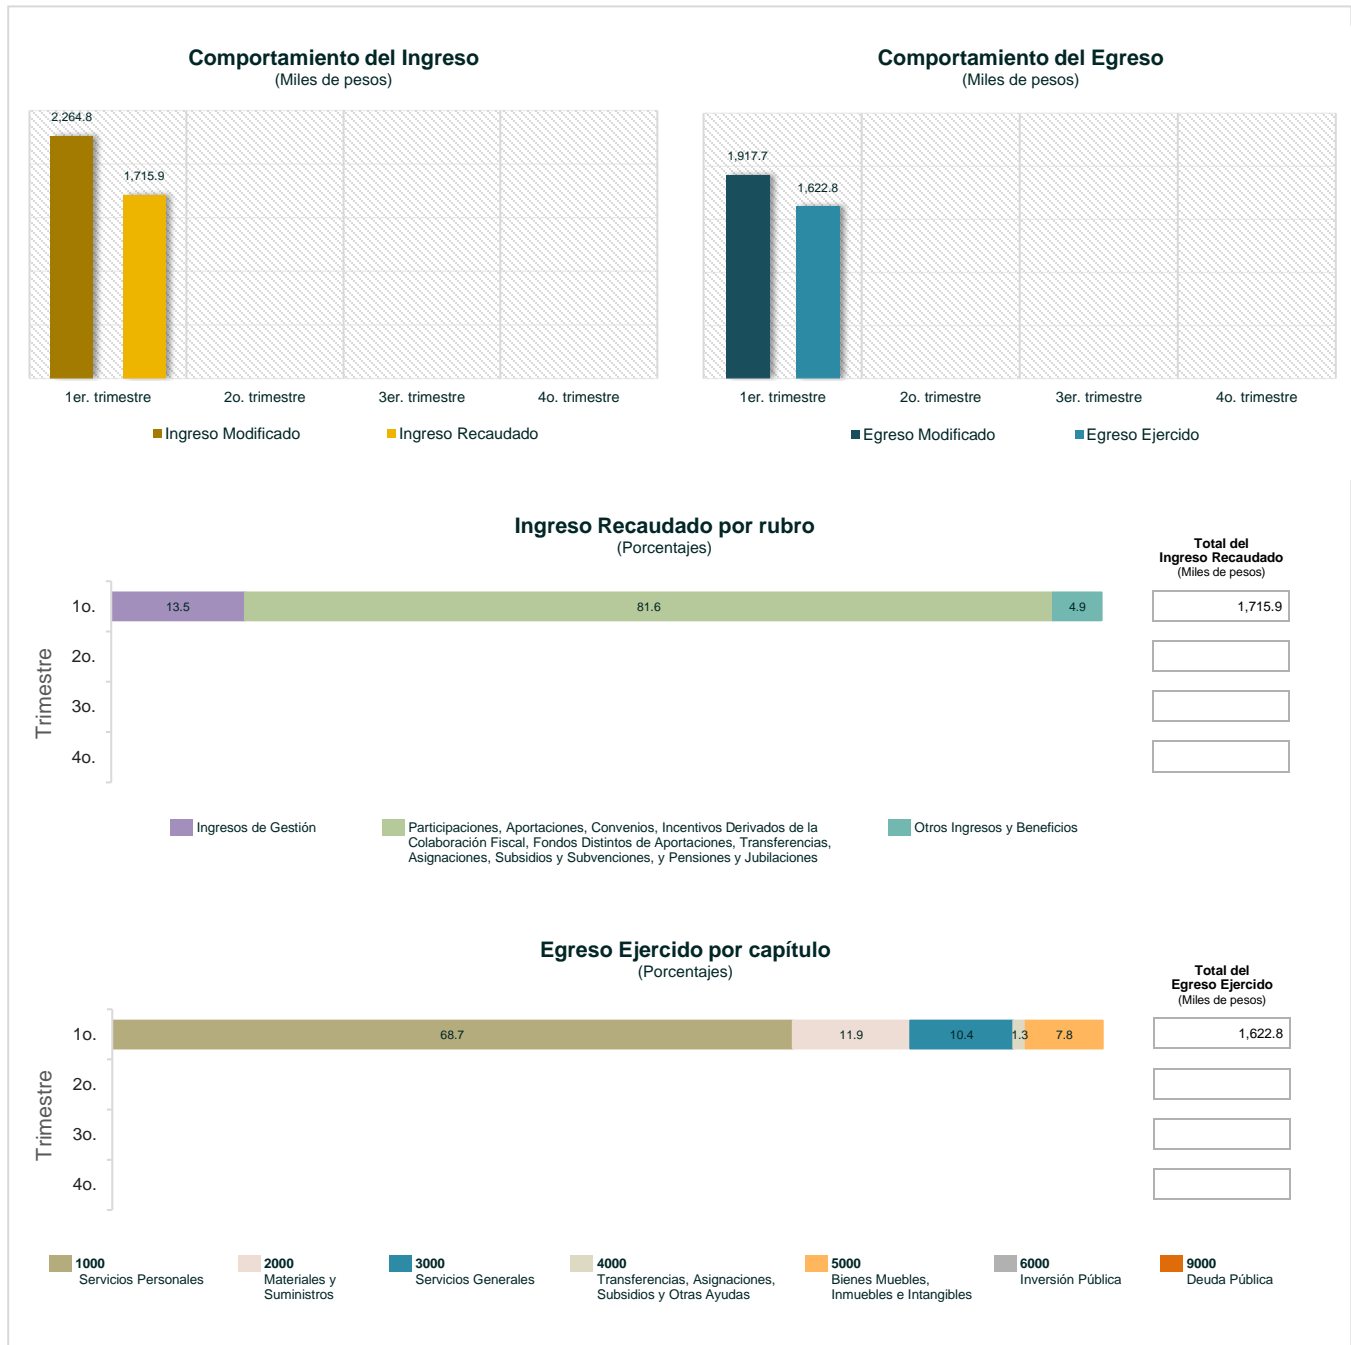 Comportamiento del Ingreso
(Miles de pesos)
2,264.8
1,715.9
1er. trimestre
2o. trimestre
3er. trimestre
4o. trimestre
Ingreso Modificado
Ingreso Recaudado
Comportamiento del Egreso
(Miles de pesos)
1,917.7
1,622.8
1er. trimestre
2o. trimestre
3er. trimestre
4o. trimestre
Egreso Modificado
Egreso Ejercido
Ingreso Recaudado por rubro
(Porcentajes)
Total del
Ingreso Recaudado
(Miles de pesos)
Trimestre
1o.
13.5
81.6
4.9
1,715.9
2o.
3o.
4o.
Ingresos de Gestión
Participaciones, Aportaciones, Convenios, Incentivos Derivados de la
Colaboración Fiscal, Fondos Distintos de Aportaciones, Transferencias,
Asignaciones, Subsidios y Subvenciones, y Pensiones y Jubilaciones
Otros Ingresos y Beneficios
Egreso Ejercido por capítulo
(Porcentajes)
Total del
Egreso Ejercido
(Miles de pesos)
Trimestre
1o.
68.7
11.9
10.4
1.3
7.8
1,622.8
2o.
3o.
4o.
1000
Servicios Personales
2000
Materiales y
Suministros
3000
Servicios Generales
4000
Transferencias, Asignaciones,
Subsidios y Otras Ayudas
5000
Bienes Muebles,
Inmuebles e Intangibles
6000
Inversión Pública
9000
Deuda Pública